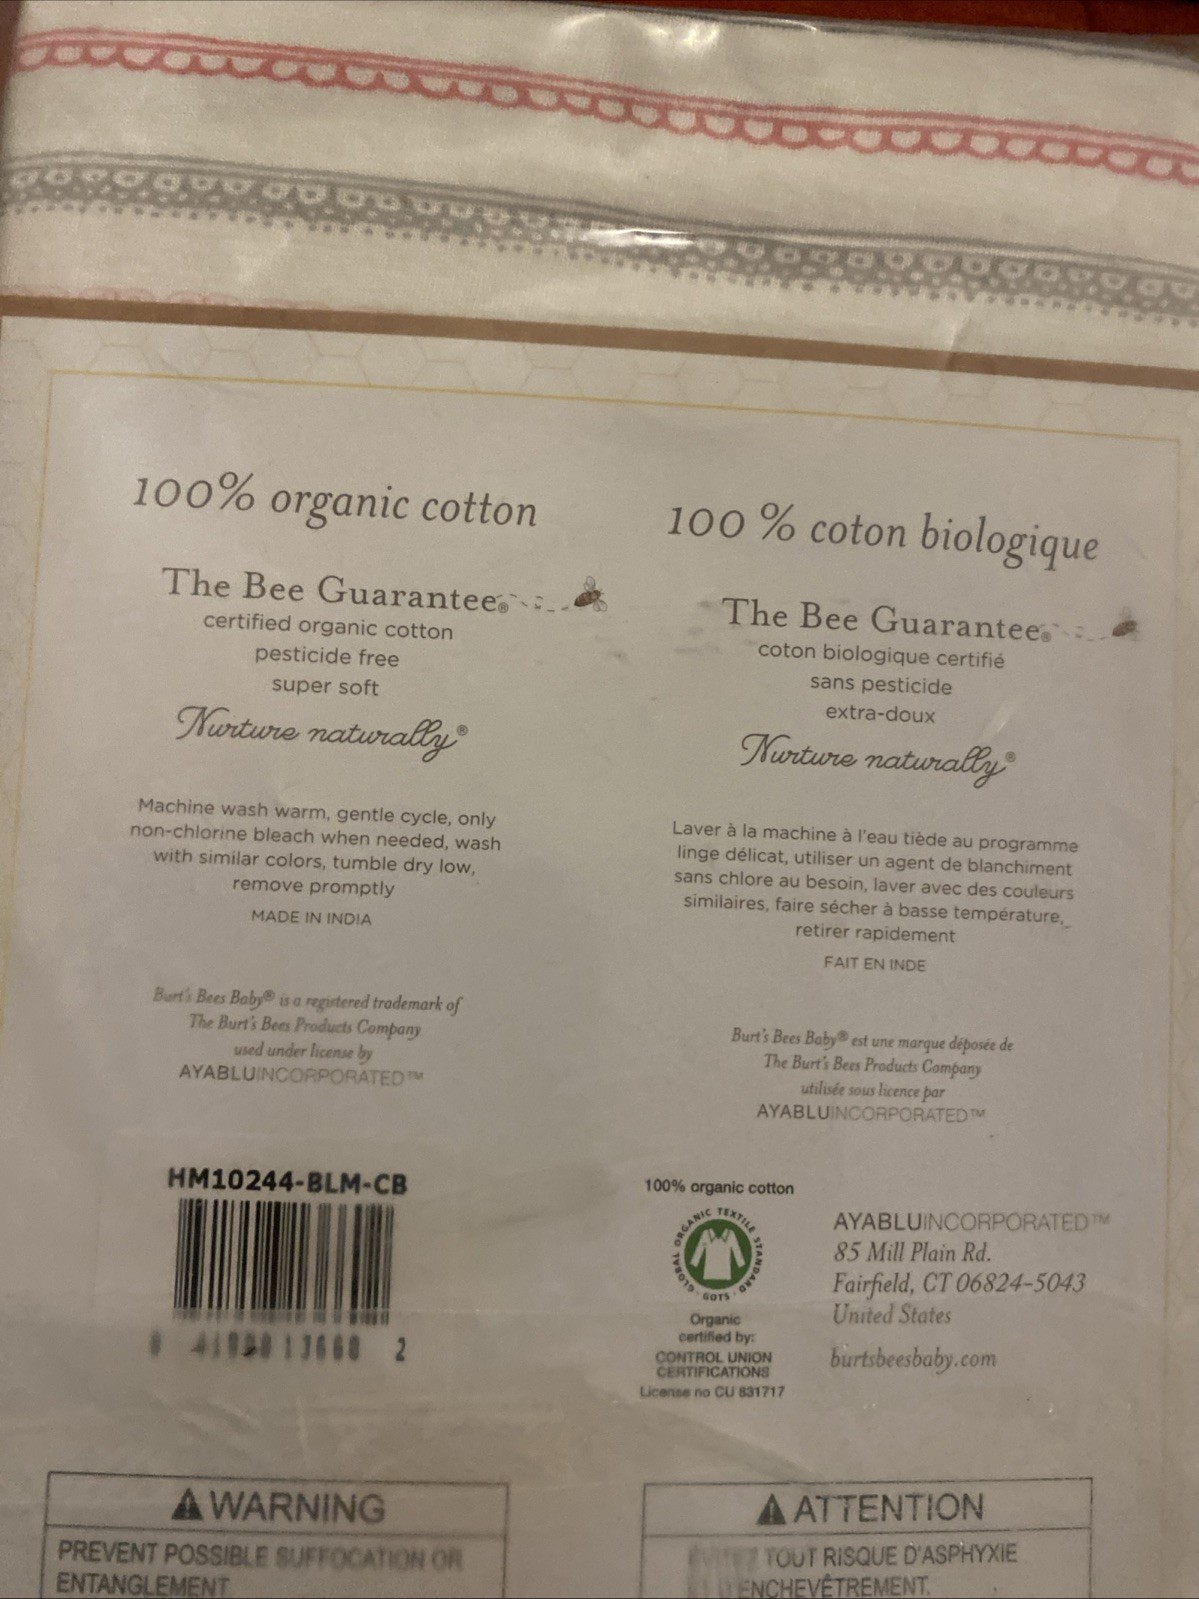 100% organic cotton
The Bee Guarantee®
certified organic cotton
pesticide free
super soft
Nurture naturally®
Machine wash warm, gentle cycle, only
non-chlorine bleach when needed, wash
with similar colors, tumble dry low,
remove promptly
MADE IN INDIA
Burt's Bees Baby® is a registered trademark of
The Burt's Bees Products Company
used under license by
AYABLUINCORPORATED™
HM10244-BLM-CB
2
100 % coton biologique
The Bee Guarantee®
coton biologique certifié
sans pesticide
extra-doux
Nurture naturally®
Laver à la machine à l'eau tiède au programme
linge délicat, utiliser un agent de blanchiment
sans chlore au besoin, laver avec des couleurs
similaires, faire sécher à basse température,
retirer rapidement
FAIT EN INDE
Burt's Bees Baby® est une marque déposée de
The Burt's Bees Products Company
utilisée sous licence par
AYABLUINCORPORATED™
100% organic cotton
GLOBAL ORGANIC TEXTILE STANDARD
· GOTS ·
Organic
certified by:
CONTROL UNION
CERTIFICATIONS
License no CU 831717
AYABLUINCORPORATED™
85 Mill Plain Rd.
Fairfield, CT 06824-5043
United States
burtsbeesbaby.com
WARNING
PREVENT POSSIBLE SUFFOCATION OR
ENTANGLEMENT
ATTENTION
ÉVITEZ TOUT RISQUE D'ASPHYXIE
D'ENCHEVÊTREMENT.